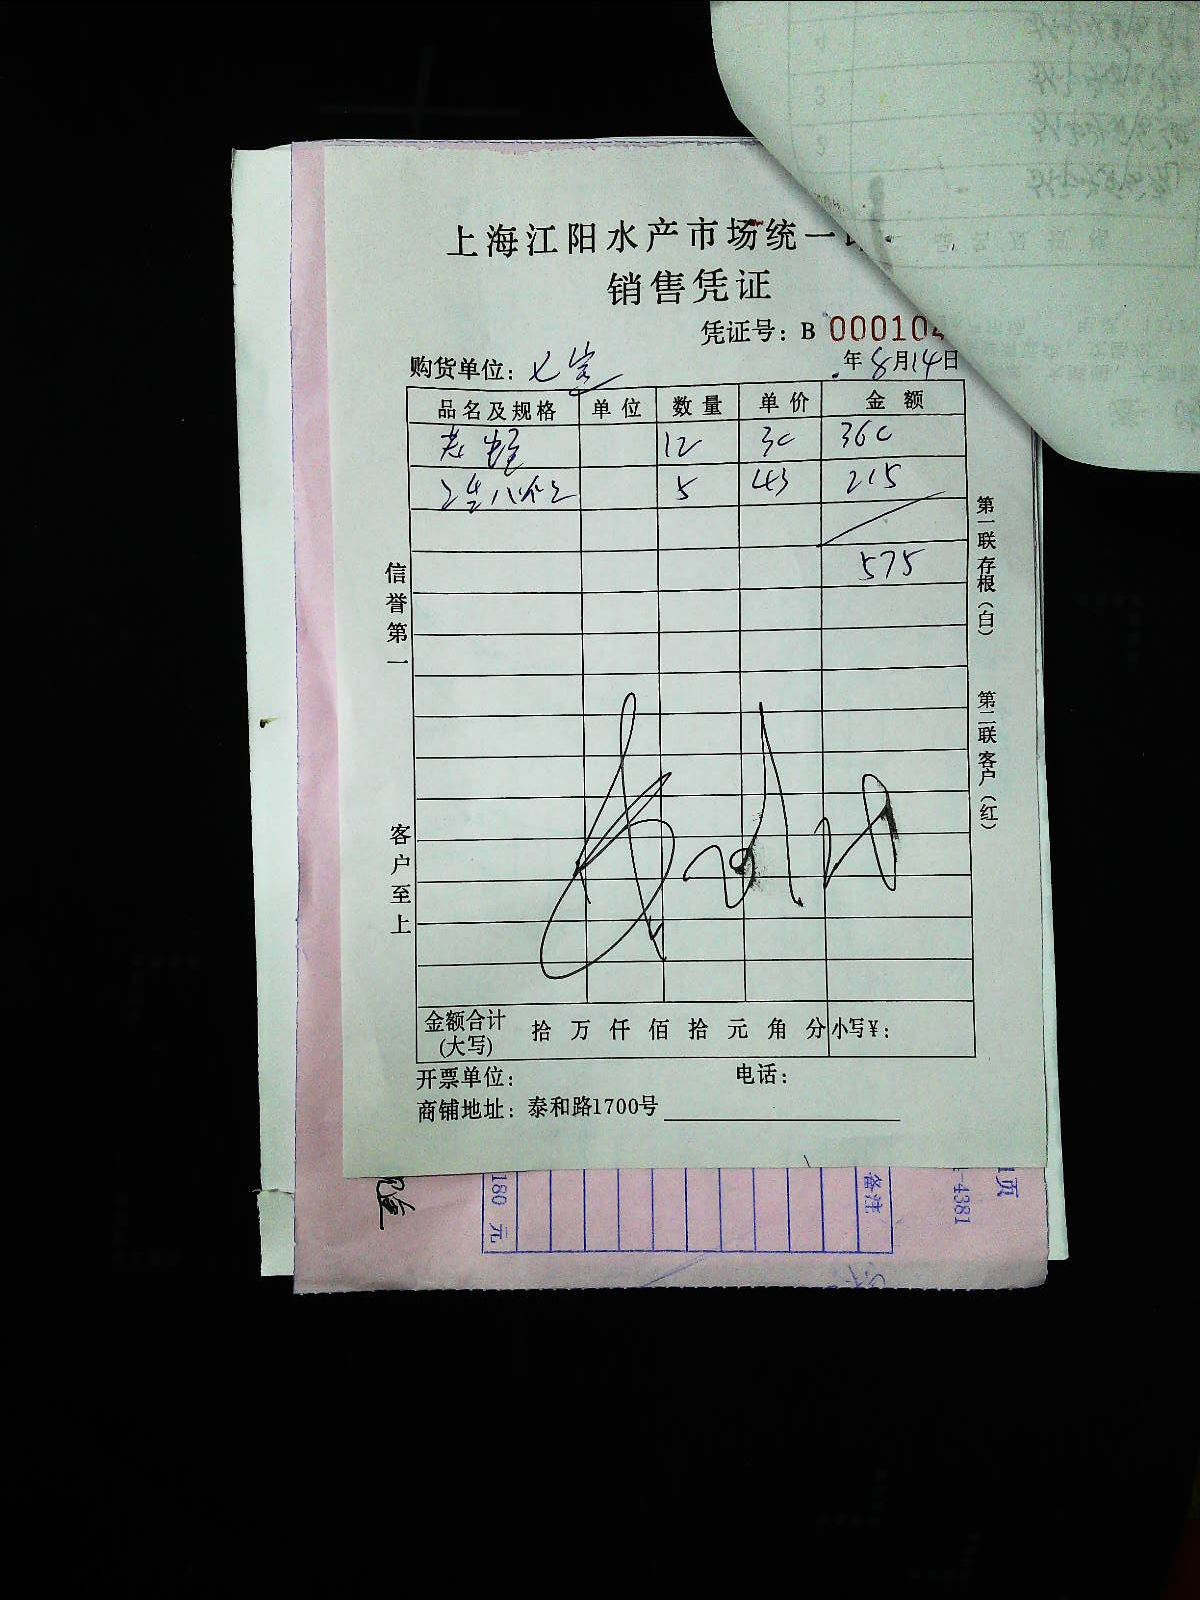 上海江阳水产市场统一
销售凭证
凭证号: B 000104
购货单位: 七宝
年 8月14日
品名及规格 单位 数量 单价 金额
12 30 360
5 43 215
575
信誉第一
客户至上
第一联 存根(白)
第二联 客户(红)
金额合计(大写) 拾 万 仟 佰 拾 元 角 分 小写¥:
开票单位: 电话:
商铺地址: 泰和路1700号
180 元
备注
4381
1页